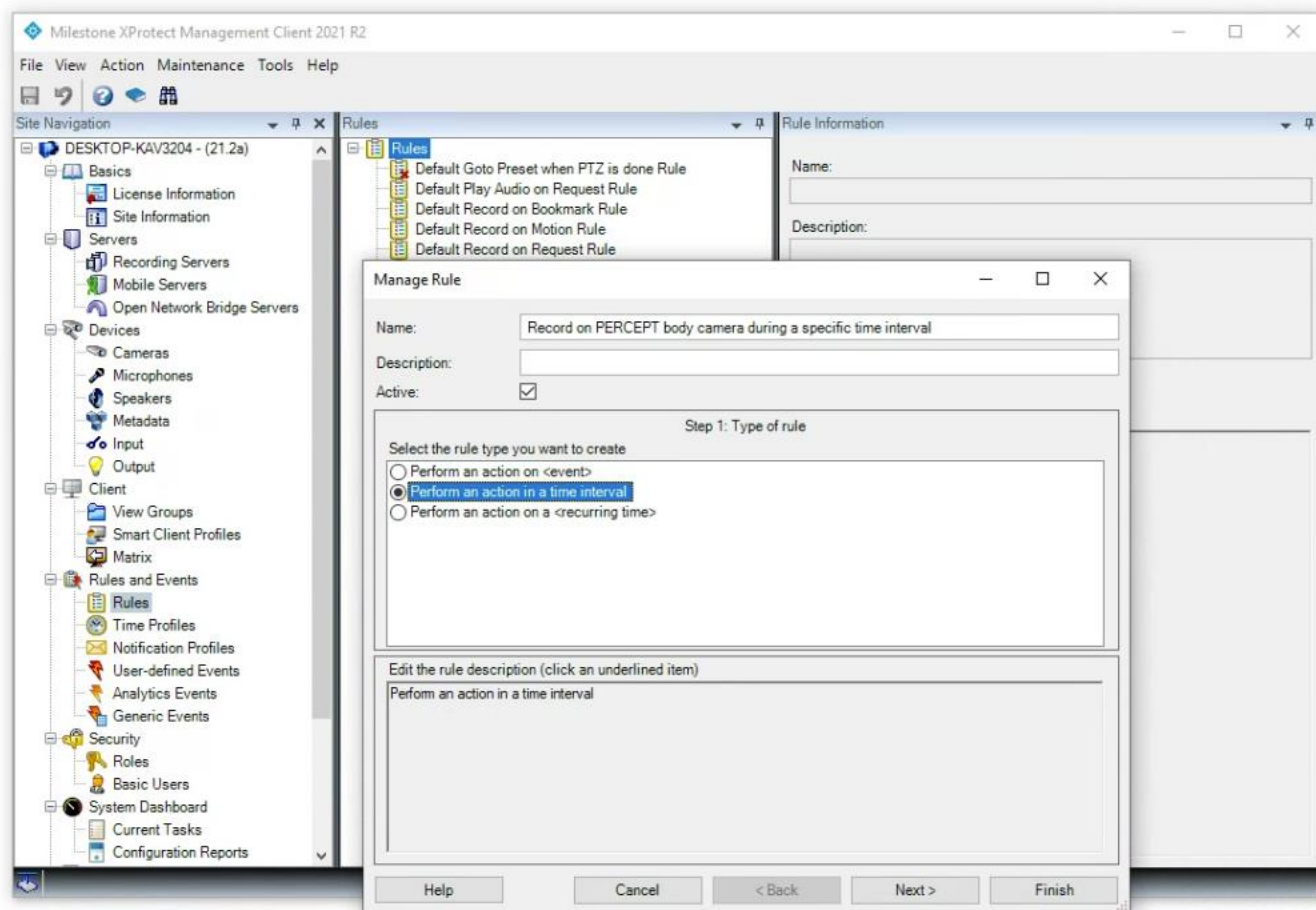 Milestone XProtect Management Client 2021 R2
File View Action Maintenance Tools Help
Site Navigation
DESKTOP-KAV3204 - (21.2a)
Basics
License Information
Site Information
Servers
Recording Servers
Mobile Servers
Open Network Bridge Servers
Devices
Cameras
Microphones
Speakers
Metadata
Input
Output
Client
View Groups
Smart Client Profiles
Matrix
Rules and Events
Rules
Time Profiles
Notification Profiles
User-defined Events
Analytics Events
Generic Events
Security
Roles
Basic Users
System Dashboard
Current Tasks
Configuration Reports
Rules
Rules
Default Goto Preset when PTZ is done Rule
Default Play Audio on Request Rule
Default Record on Bookmark Rule
Default Record on Motion Rule
Default Record on Request Rule
Rule Information
Name:
Description:
Manage Rule
Name: Record on PERCEPT body camera during a specific time interval
Description:
Active:
Step 1: Type of rule
Select the rule type you want to create
Perform an action on <event>
Perform an action in a time interval
Perform an action on a <recurring time>
Edit the rule description (click an underlined item)
Perform an action in a time interval
Help Cancel < Back Next > Finish